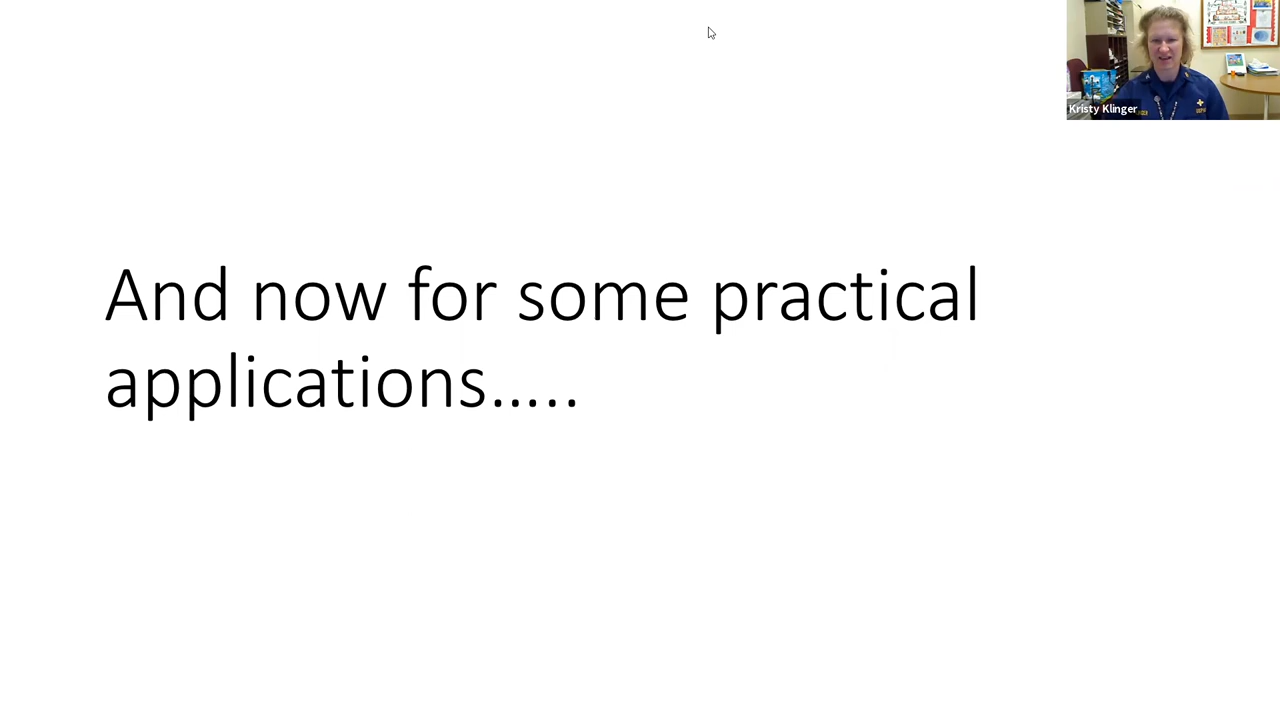 Kristy Klinger
And now for some practical
applications…..